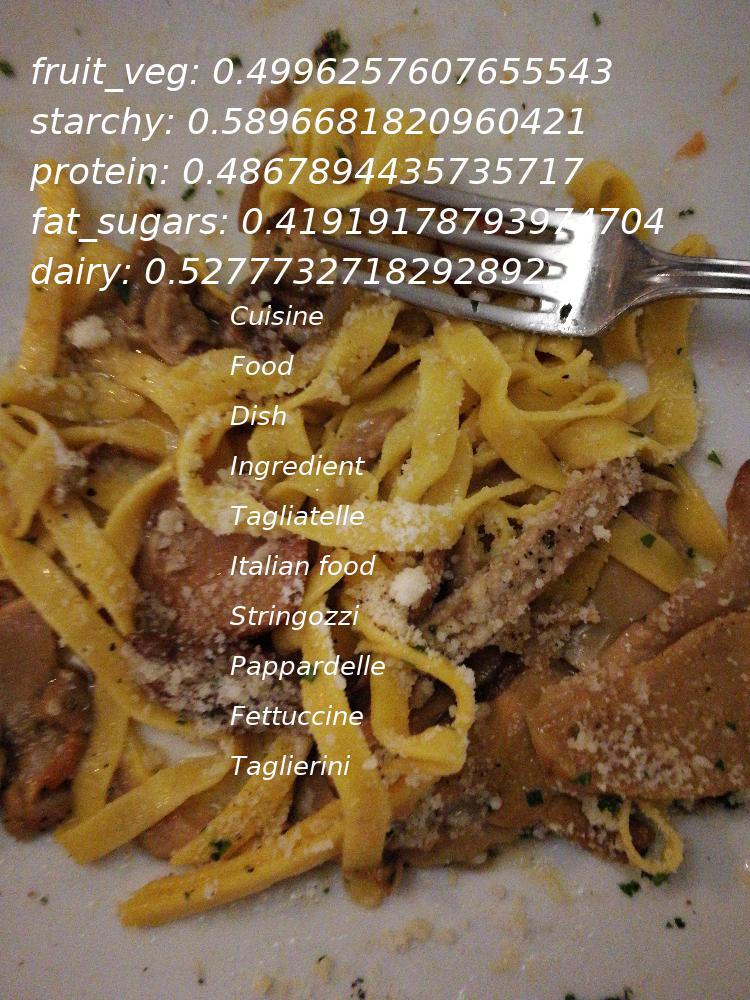 fruit_veg: 0.4996257607655543
starchy: 0.5896681820960421
protein: 0.4867894435735717
fat_sugars: 0.41919178793974704
dairy: 0.5277732718292892
Cuisine
Food
Dish
Ingredient
Tagliatelle
Italian food
Stringozzi
Pappardelle
Fettuccine
Taglierini